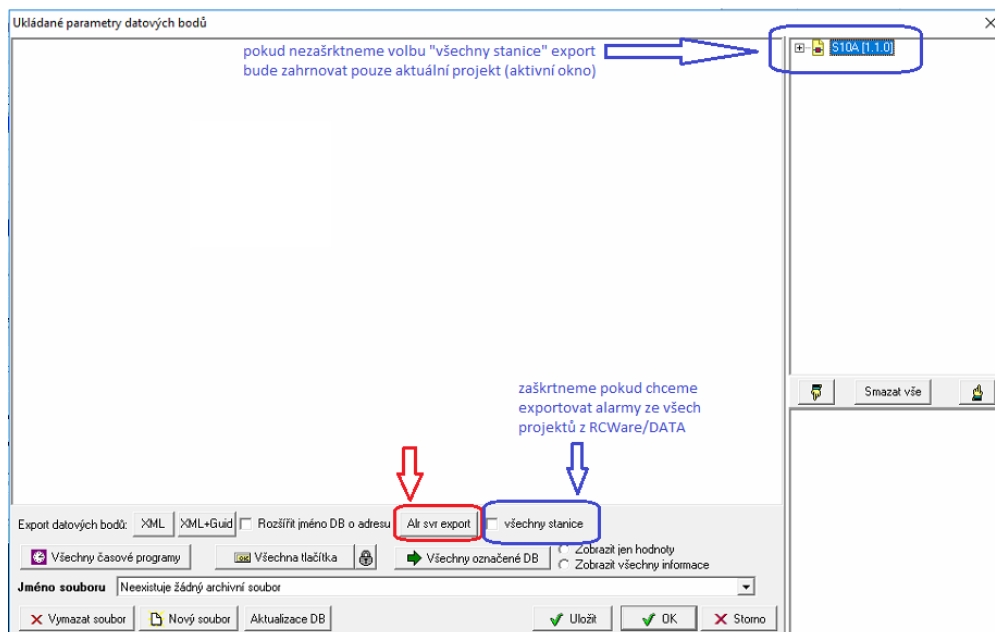 Ukládané parametry datových bodů
pokud nezašrktneme volbu "všechny stanice" export
bude zahrnovat pouze aktuální projekt (aktivní okno)
S10A [1.1.0]
Smazat vše
zaškrtneme pokud chceme
exportovat alarmy ze všech
projektů z RCWare/DATA
Export datových bodů: XML XML+Guid Rozšířit jméno DB o adresu Alr svr export všechny stanice
Všechny časové programy Všechna tlačítka Všechny označené DB
Zobrazit jen hodnoty
Zobrazit všechny informace
Jméno souboru Neexistuje žádný archivní soubor
Vymazat soubor Nový soubor Aktualizace DB Uložit OK Storno